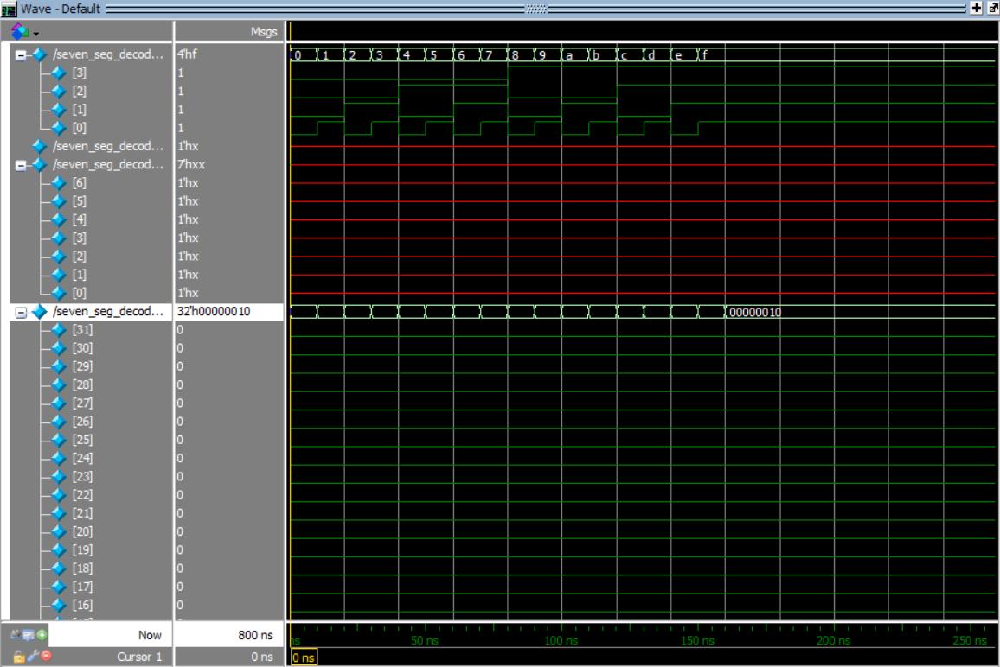 Wave - Default
Msgs
/seven_seg_decod... 4'hf 0 1 2 3 4 5 6 7 8 9 a b c d e f
[3] 1
[2] 1
[1] 1
[0] 1
/seven_seg_decod... 1'hx
/seven_seg_decod... 7'hxx
[6] 1'hx
[5] 1'hx
[4] 1'hx
[3] 1'hx
[2] 1'hx
[1] 1'hx
[0] 1'hx
/seven_seg_decod... 32'h00000010 00000010
[31] 0
[30] 0
[29] 0
[28] 0
[27] 0
[26] 0
[25] 0
[24] 0
[23] 0
[22] 0
[21] 0
[20] 0
[19] 0
[18] 0
[17] 0
[16] 0
Now 800 ns ns 50 ns 100 ns 150 ns 200 ns 250 ns
Cursor 1 0 ns 0 ns